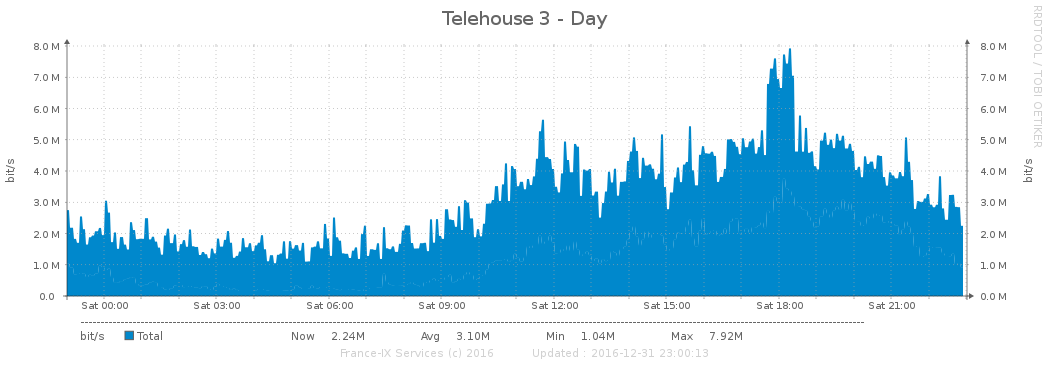 Telehouse 3 - Day
RRDTOOL / TOBI OETIKER
bit/s
bit/s
8.0 M 8.0 M
7.0 M 7.0 M
6.0 M 6.0 M
5.0 M 5.0 M
4.0 M 4.0 M
3.0 M 3.0 M
2.0 M 2.0 M
1.0 M 1.0 M
0.0 0.0 M
Sat 00:00 Sat 03:00 Sat 06:00 Sat 09:00 Sat 12:00 Sat 15:00 Sat 18:00 Sat 21:00
bit/s Total Now 2.24M Avg 3.10M Min 1.04M Max 7.92M
France-IX Services (c) 2016 Updated : 2016-12-31 23:00:13